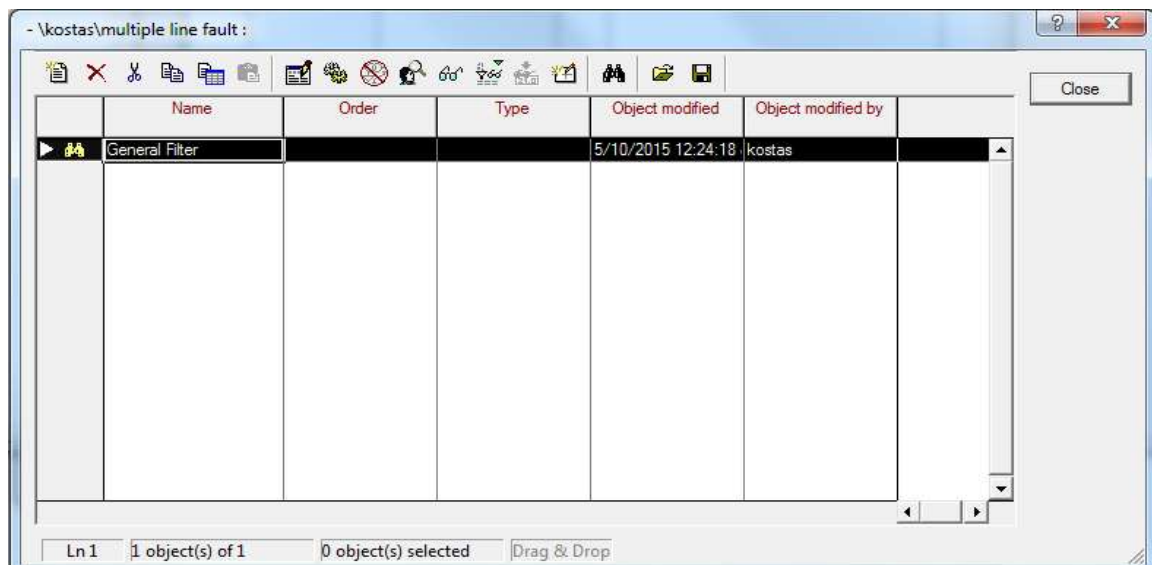 - \kostas\multiple line fault :
Close
Name Order Type Object modified Object modified by
General Filter 5/10/2015 12:24:18 kostas
Ln 1 1 object(s) of 1 0 object(s) selected Drag & Drop